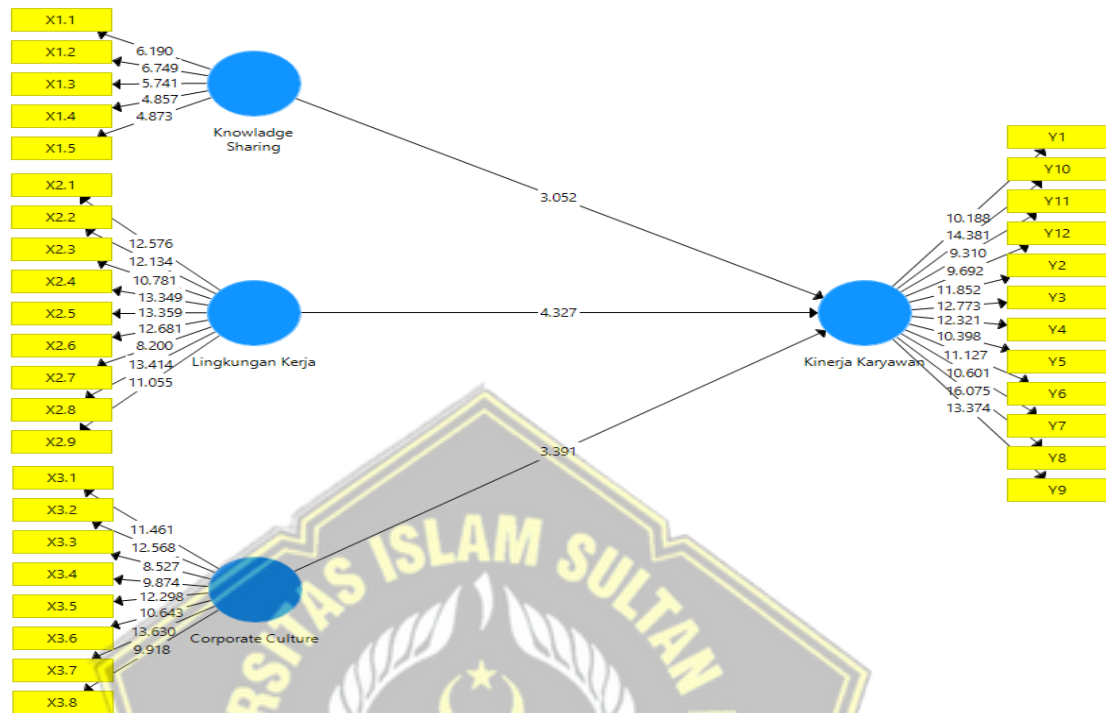 X1.1
X1.2
X1.3
X1.4
X1.5
6.190
6.749
5.741
4.857
4.873
Knowladge
Sharing
X2.1
X2.2
X2.3
X2.4
X2.5
X2.6
X2.7
X2.8
X2.9
12.576
12.134
10.781
13.349
13.359
12.681
8.200
13.414
11.055
Lingkungan Kerja
X3.1
X3.2
X3.3
X3.4
X3.5
X3.6
X3.7
X3.8
11.461
12.568
8.527
9.874
12.298
10.643
13.630
9.918
Corporate Culture
3.052
4.327
3.391
Kinerja Karyawan
10.188
14.381
9.310
9.692
11.852
12.773
12.321
10.398
11.127
10.601
16.075
13.374
Y1
Y10
Y11
Y12
Y2
Y3
Y4
Y5
Y6
Y7
Y8
Y9
RSITAS ISLAM SULTAN